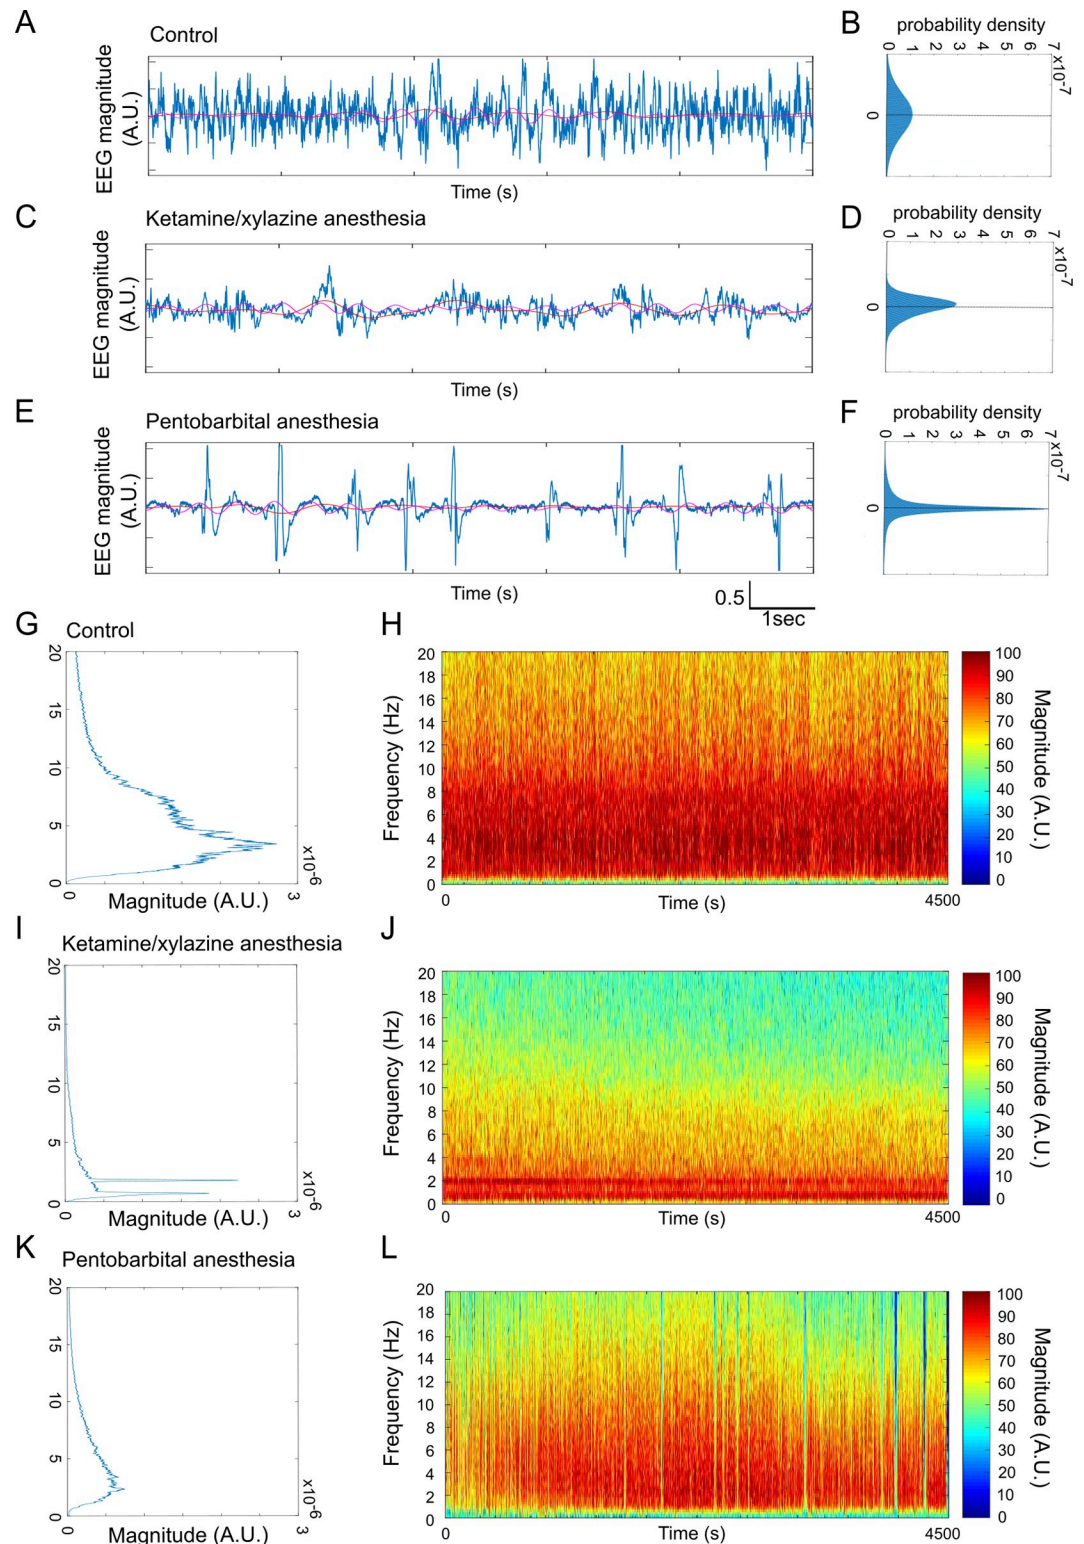 A
Control
EEG magnitude
(A.U.)
Time (s)
B
probability density
0 1 2 3 4 5 6 7
x10-7
0
C
Ketamine/xylazine anesthesia
EEG magnitude
(A.U.)
Time (s)
D
probability density
0 1 2 3 4 5 6 7
x10-7
0
E
Pentobarbital anesthesia
EEG magnitude
(A.U.)
Time (s)
0.5
1sec
F
probability density
0 1 2 3 4 5 6 7
x10-7
0
G
Control
20
15
10
5
0
x10-6
0 3
Magnitude (A.U.)
H
20
18
16
14
12
10
8
6
4
2
0
Frequency (Hz)
0 4500
Time (s)
100
90
80
70
60
50
40
30
20
10
0
Magnitude (A.U.)
I
Ketamine/xylazine anesthesia
20
15
10
5
0
x10-6
0 3
Magnitude (A.U.)
J
20
18
16
14
12
10
8
6
4
2
0
Frequency (Hz)
0 4500
Time (s)
100
90
80
70
60
50
40
30
20
10
0
Magnitude (A.U.)
K
Pentobarbital anesthesia
20
15
10
5
0
x10-6
0 3
Magnitude (A.U.)
L
20
18
16
14
12
10
8
6
4
2
0
Frequency (Hz)
0 4500
Time (s)
100
90
80
70
60
50
40
30
20
10
0
Magnitude (A.U.)